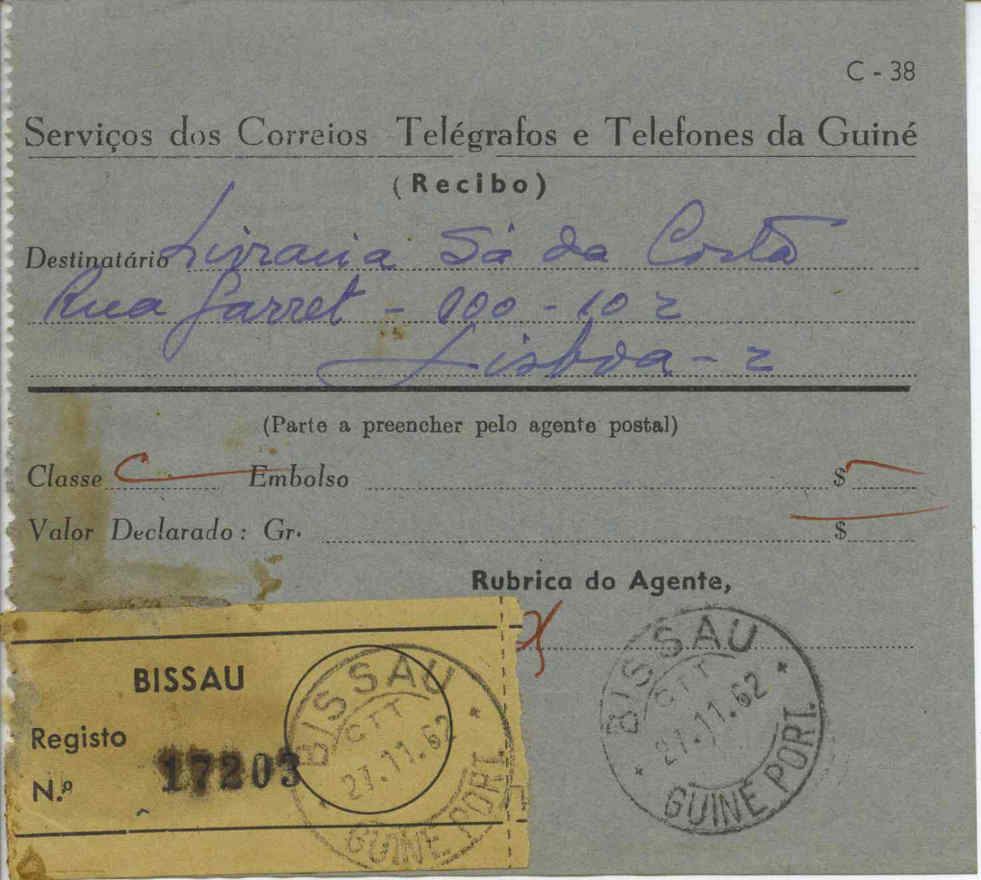 C - 38
Serviços dos Correios Telégrafos e Telefones da Guiné
(Recibo)
Destinatário Livraria Sá da Costa
Rua Garret - 100-102
Lisboa - 2
(Parte a preencher pelo agente postal)
Classe C Embolso $
Valor Declarado: Gr. $
Rubrica do Agente,
BISSAU
Registo
N.º 17203
BISSAU
CTT
27.11.62
GUINE PORT.
BISSAU
CTT
27.11.62
GUINE PORT.